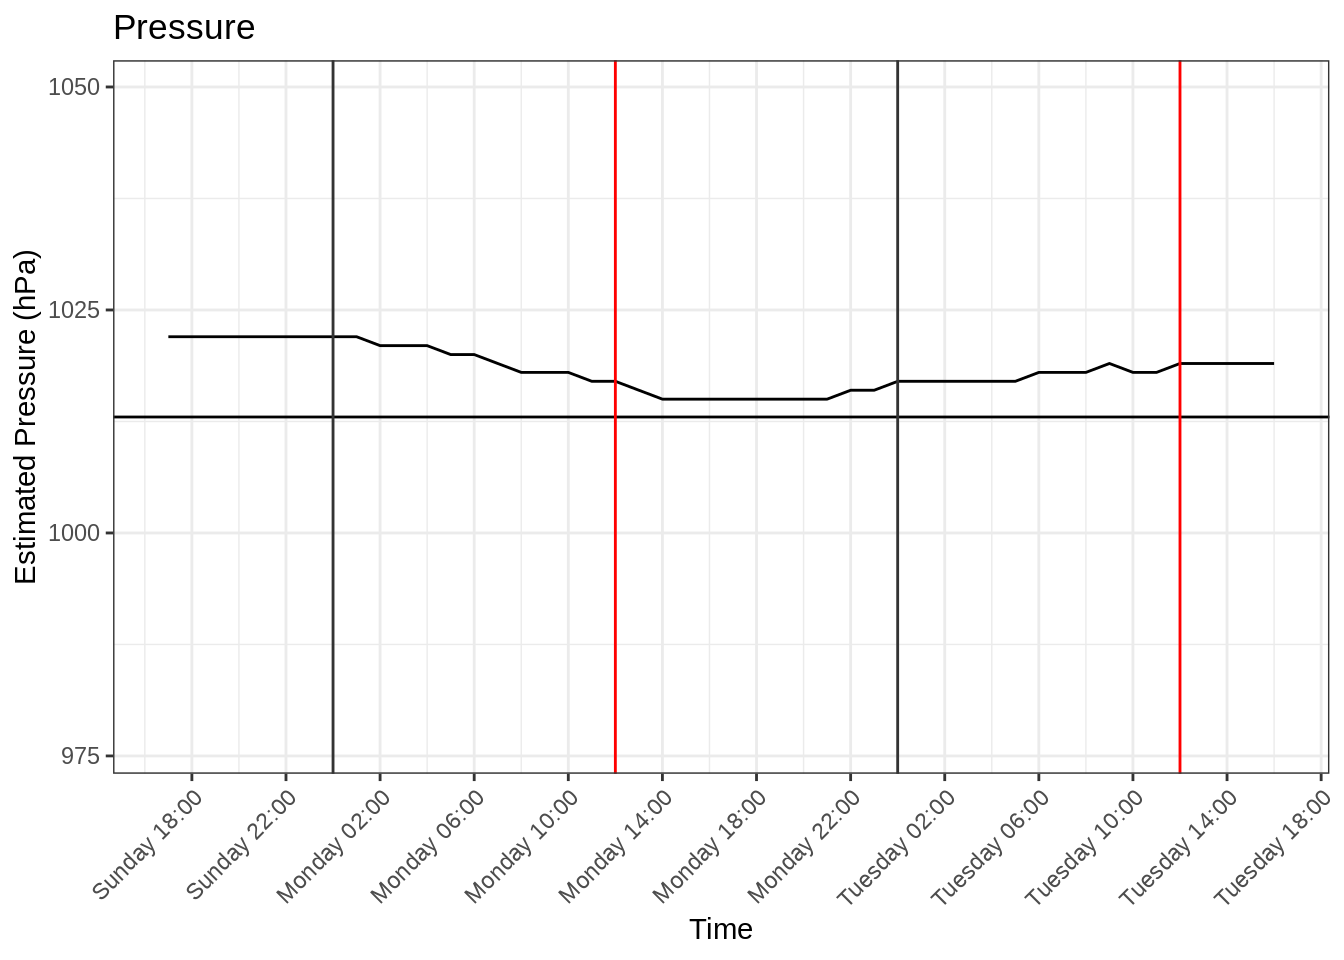 Pressure
Estimated Pressure (hPa)
1050
1025
1000
975
Sunday 18:00
Sunday 22:00
Monday 02:00
Monday 06:00
Monday 10:00
Monday 14:00
Monday 18:00
Monday 22:00
Tuesday 02:00
Tuesday 06:00
Tuesday 10:00
Tuesday 14:00
Tuesday 18:00
Time